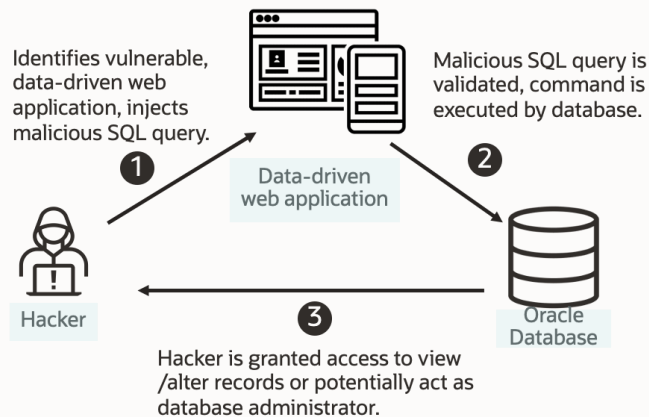 Identifies vulnerable,
data-driven web
application, injects
malicious SQL query.
1
Data-driven
web application
Malicious SQL query is
validated, command is
executed by database.
2
!
Hacker
3
Oracle
Database
Hacker is granted access to view
/alter records or potentially act as
database administrator.